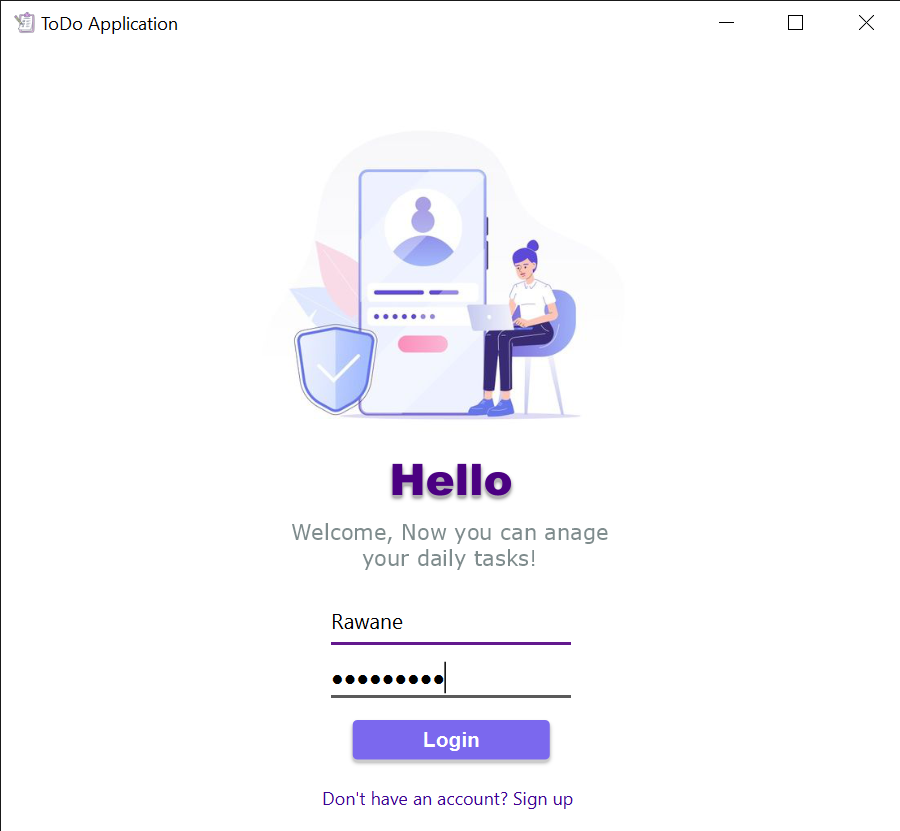 ToDo Application
Hello
Welcome, Now you can anage
your daily tasks!
Rawane
●●●●●●●●●●
Login
Don't have an account? Sign up